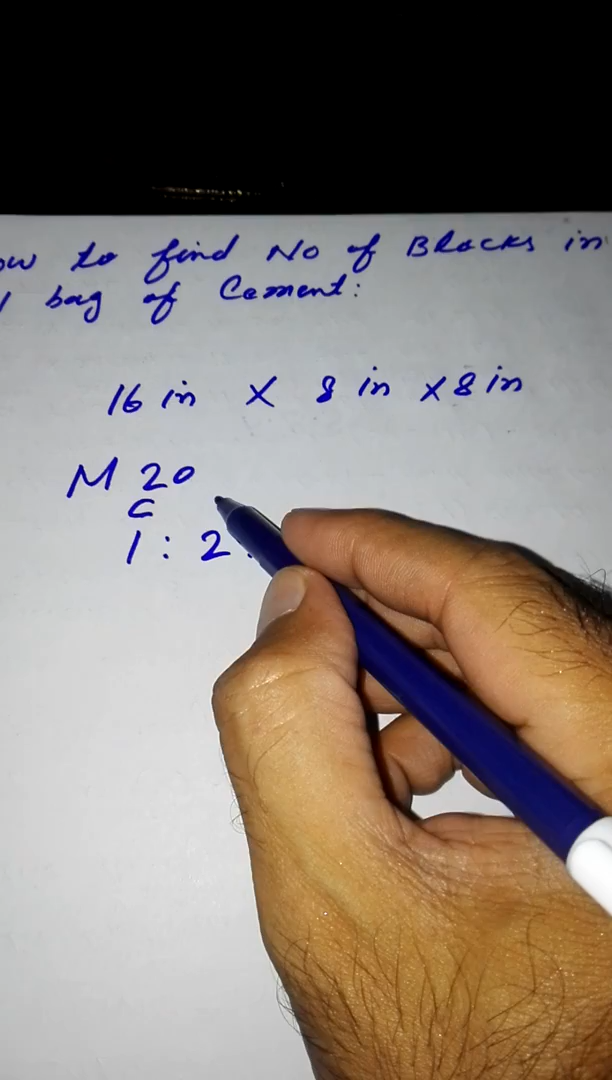 to find No of Blocks in
bag of Cement:
16 in X 8 in X 8 in
M 20
C
1 : 2 :